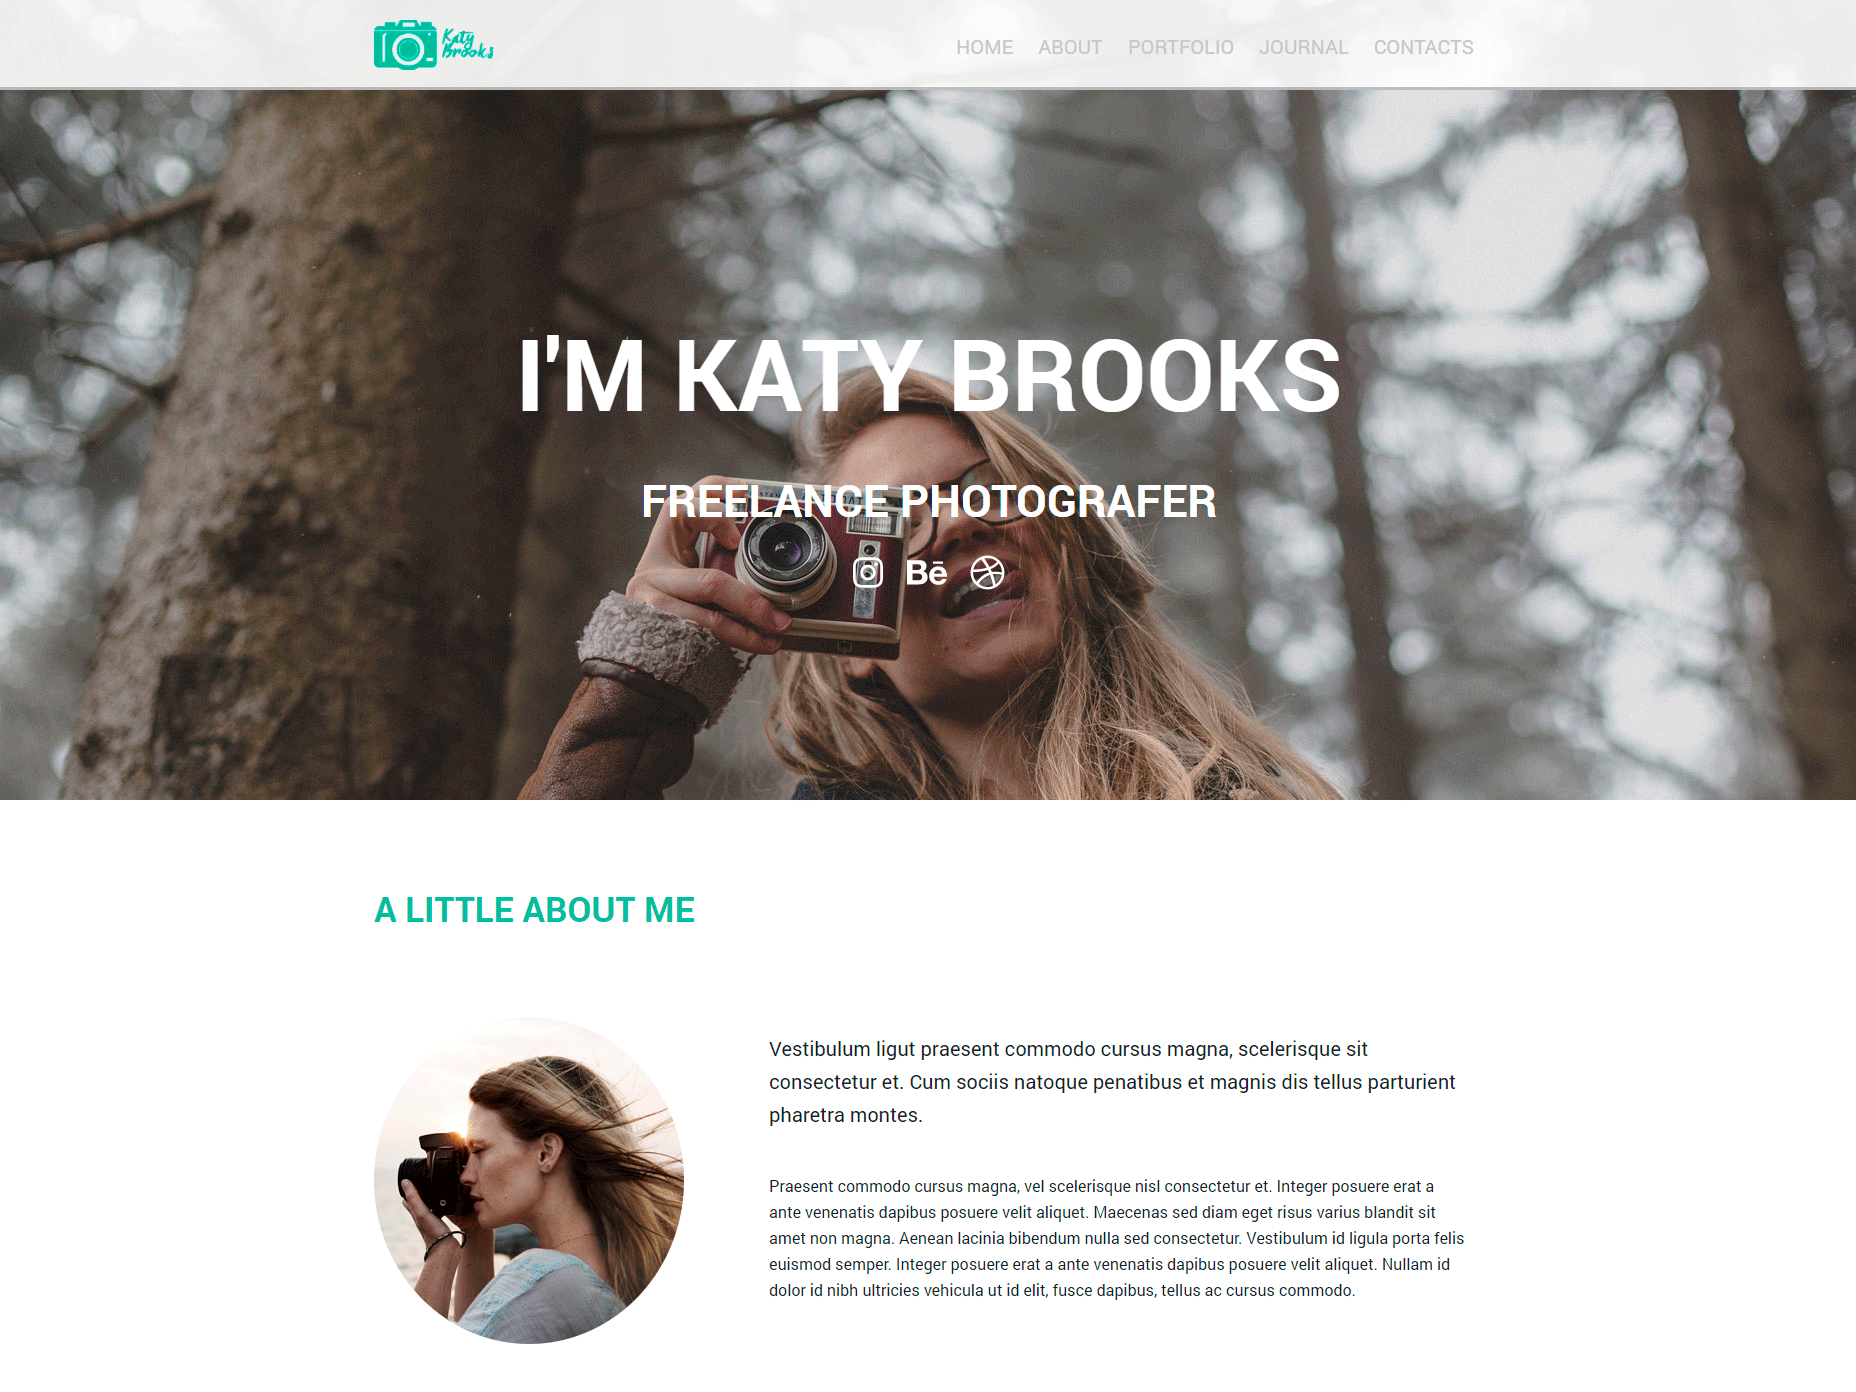 Katy
Brooks
HOME ABOUT PORTFOLIO JOURNAL CONTACTS
I'M KATY BROOKS
FREELANCE PHOTOGRAFER
Bē
A LITTLE ABOUT ME
Vestibulum ligut praesent commodo cursus magna, scelerisque sit
consectetur et. Cum sociis natoque penatibus et magnis dis tellus parturient
pharetra montes.
Praesent commodo cursus magna, vel scelerisque nisl consectetur et. Integer posuere erat a
ante venenatis dapibus posuere velit aliquet. Maecenas sed diam eget risus varius blandit sit
amet non magna. Aenean lacinia bibendum nulla sed consectetur. Vestibulum id ligula porta felis
euismod semper. Integer posuere erat a ante venenatis dapibus posuere velit aliquet. Nullam id
dolor id nibh ultricies vehicula ut id elit, fusce dapibus, tellus ac cursus commodo.